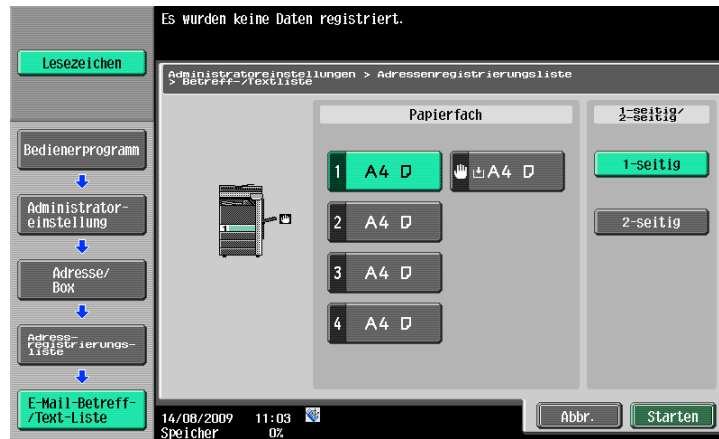 Es wurden keine Daten registriert.
Lesezeichen
Administratoreinstellungen > Adressenregistrierungsliste
> Betreff-/Textliste
Papierfach
1-seitig/
2-seitig
Bedienerprogramm
Administrator-
einstellung
Adresse/
Box
Adress-
registrierungs-
liste
E-Mail-Betreff-
/Text-Liste
1 A4
A4
2 A4
3 A4
4 A4
1
1-seitig
2-seitig
14/08/2009 11:03
Speicher 0%
Abbr.
Starten